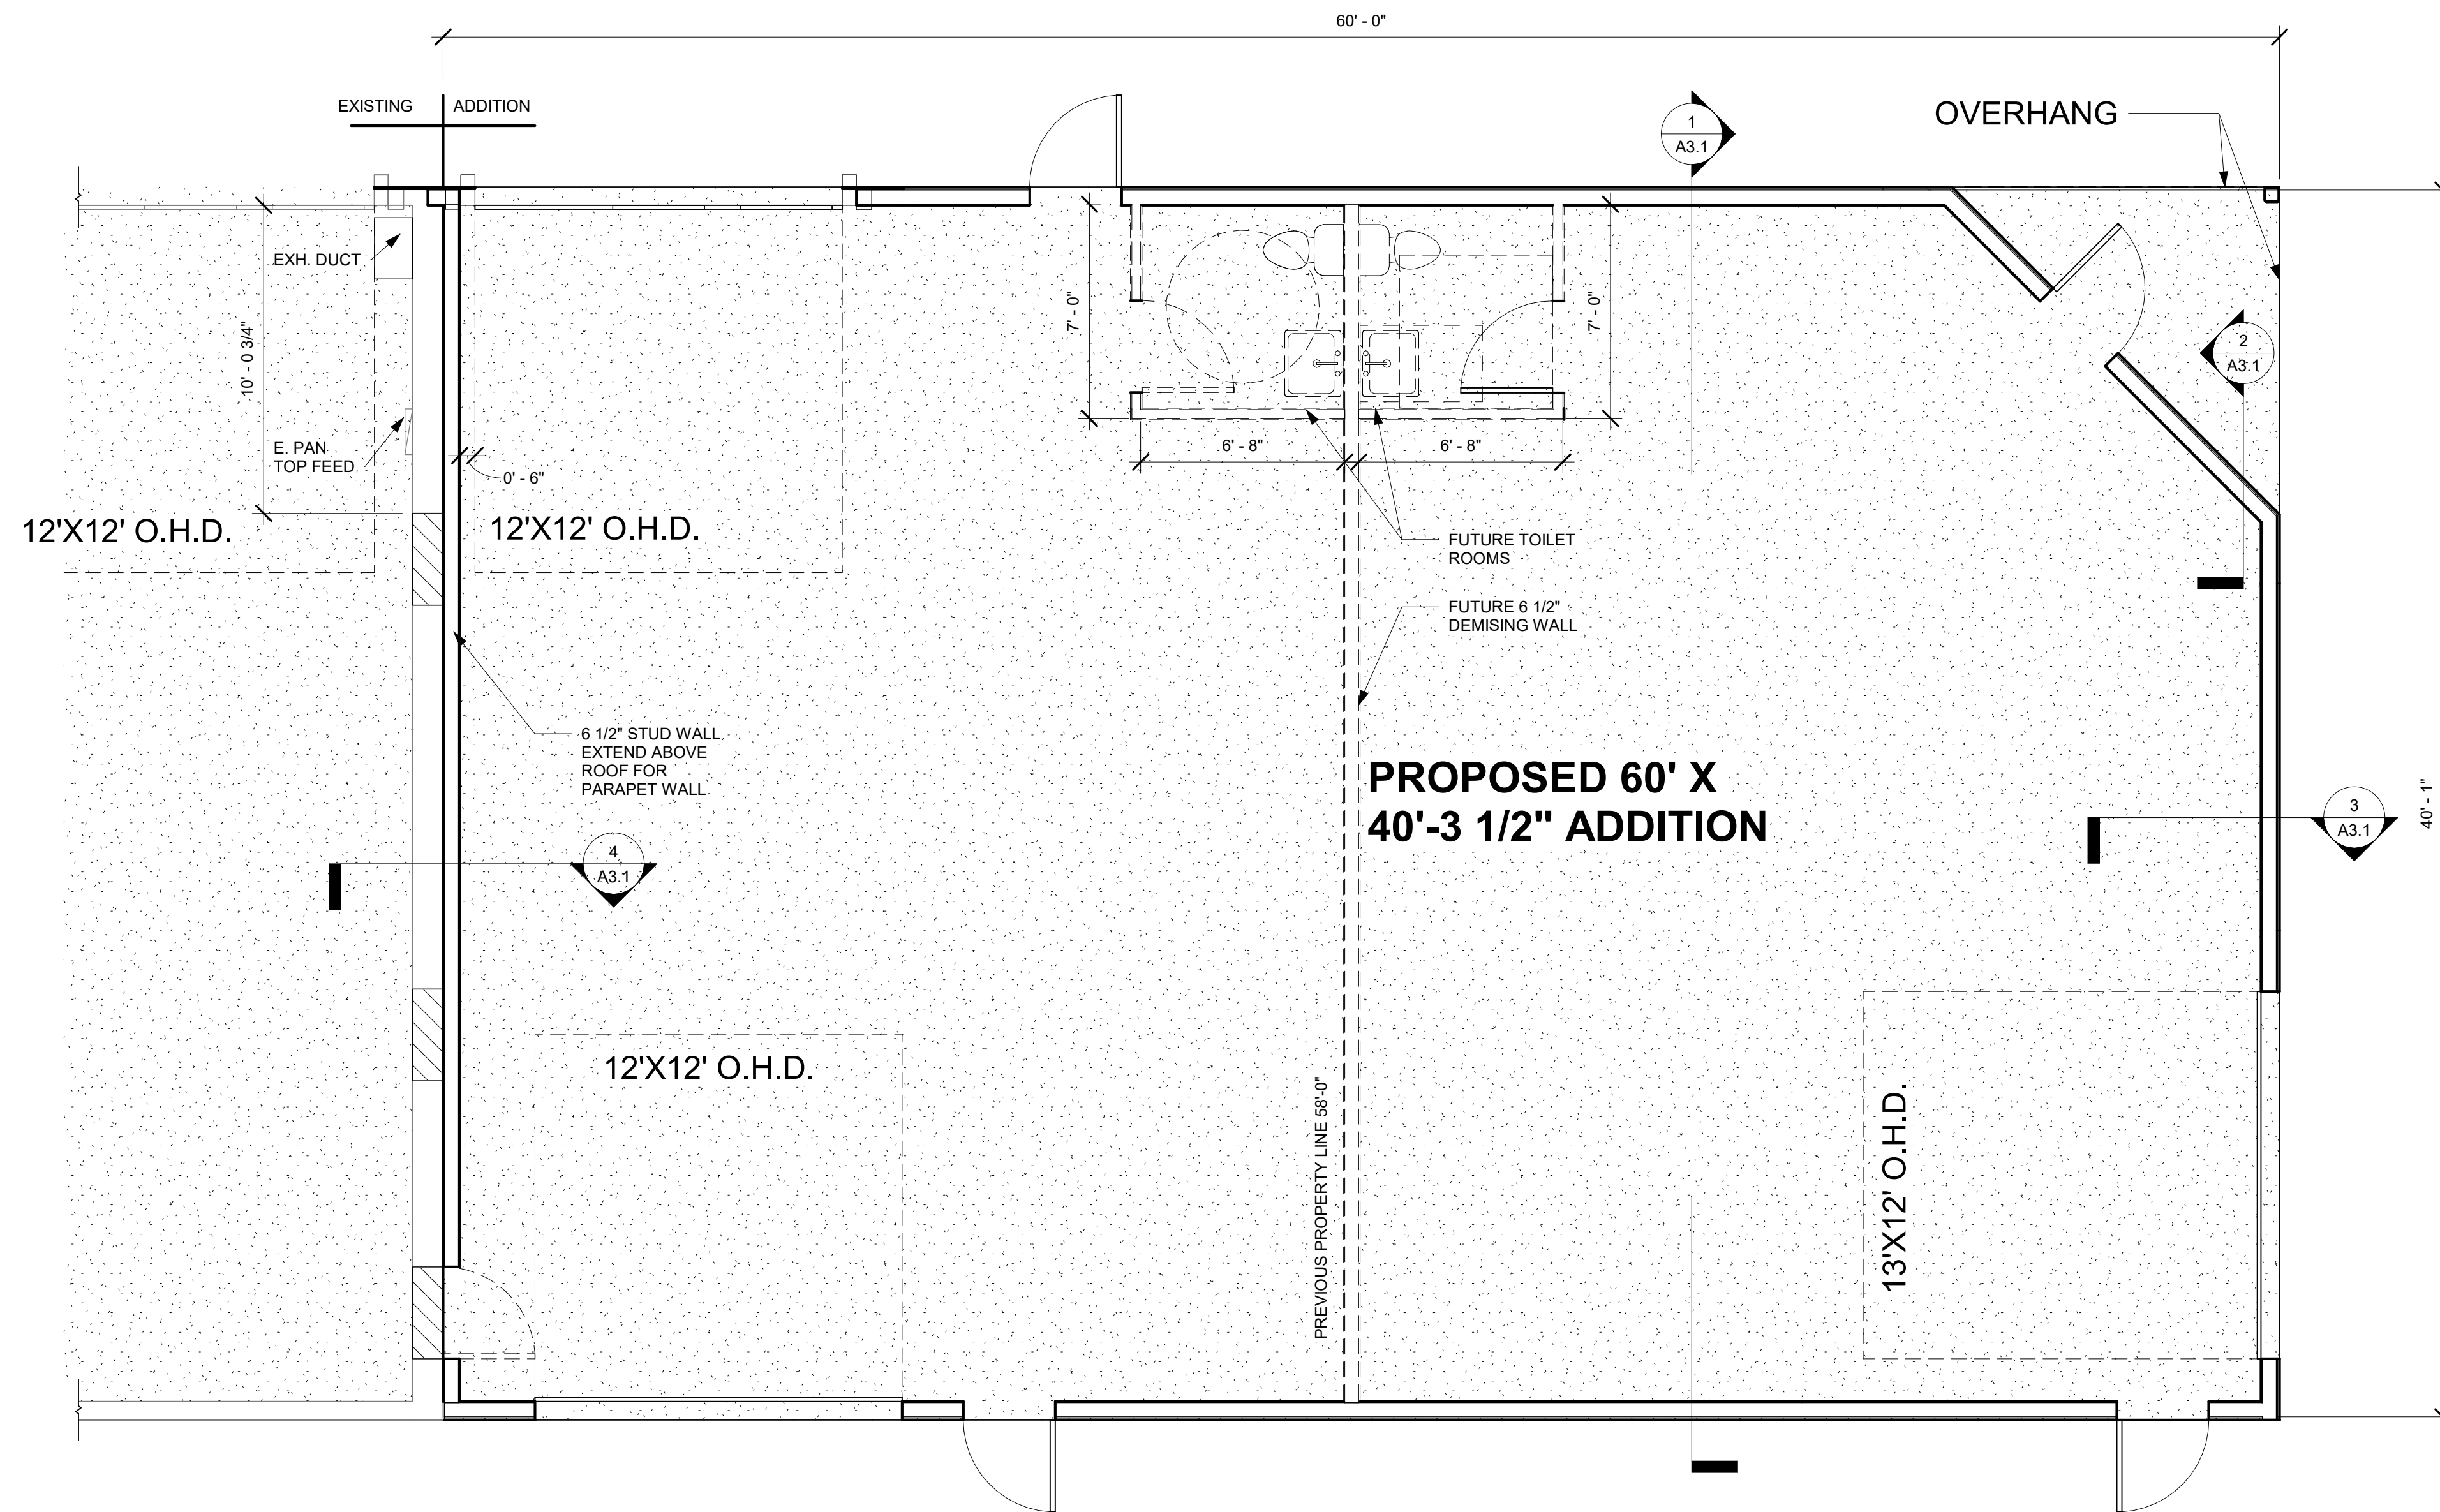 60' - 0"
EXISTING
ADDITION
OVERHANG
1
A3.1
EXH. DUCT
10' - 0 3/4"
7' - 0"
7' - 0"
2
A3.1
E. PAN
TOP FEED
0' - 6"
6' - 8"
6' - 8"
12'X12' O.H.D.
12'X12' O.H.D.
FUTURE TOILET
ROOMS
FUTURE 6 1/2"
DEMISING WALL
6 1/2" STUD WALL
EXTEND ABOVE
ROOF FOR
PARAPET WALL
PROPOSED 60' X
40'-3 1/2" ADDITION
40' - 1"
3
A3.1
4
A3.1
12'X12' O.H.D.
PREVIOUS PROPERTY LINE 58'-0"
13'X12' O.H.D.